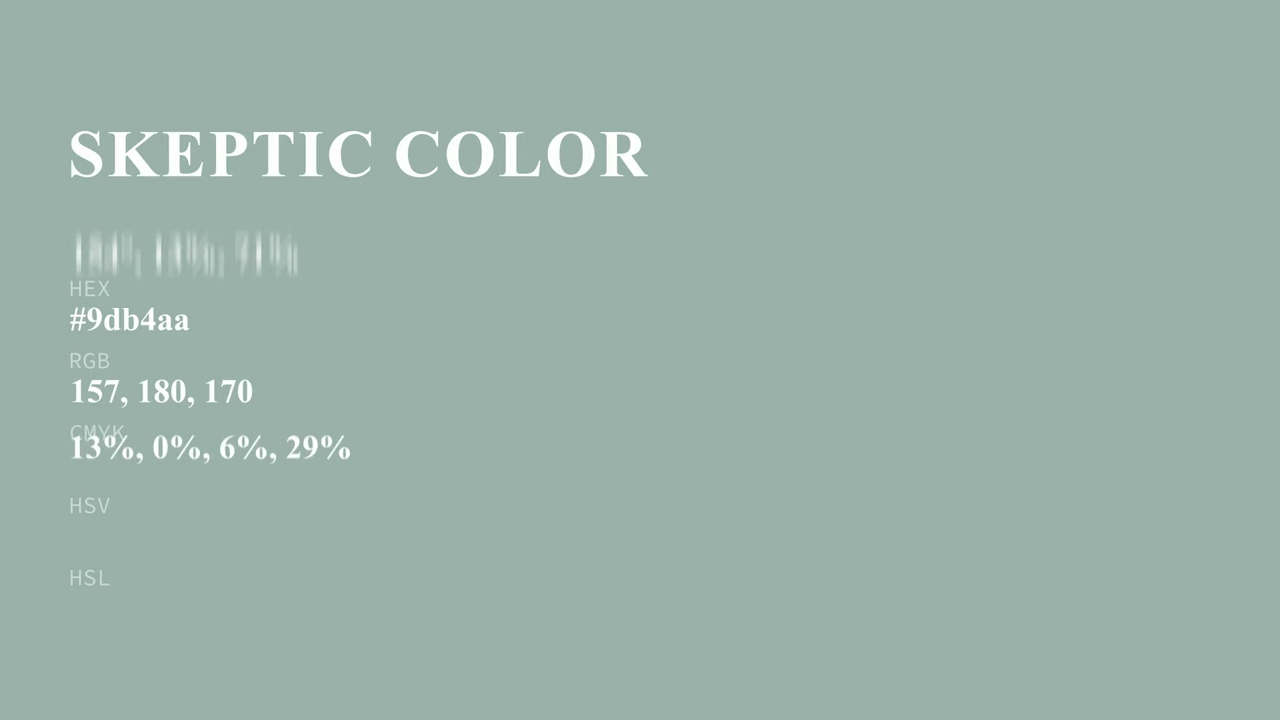 SKEPTIC COLOR
HEX
#9db4aa
RGB
157, 180, 170
CMYK
13%, 0%, 6%, 29%
HSV
HSL